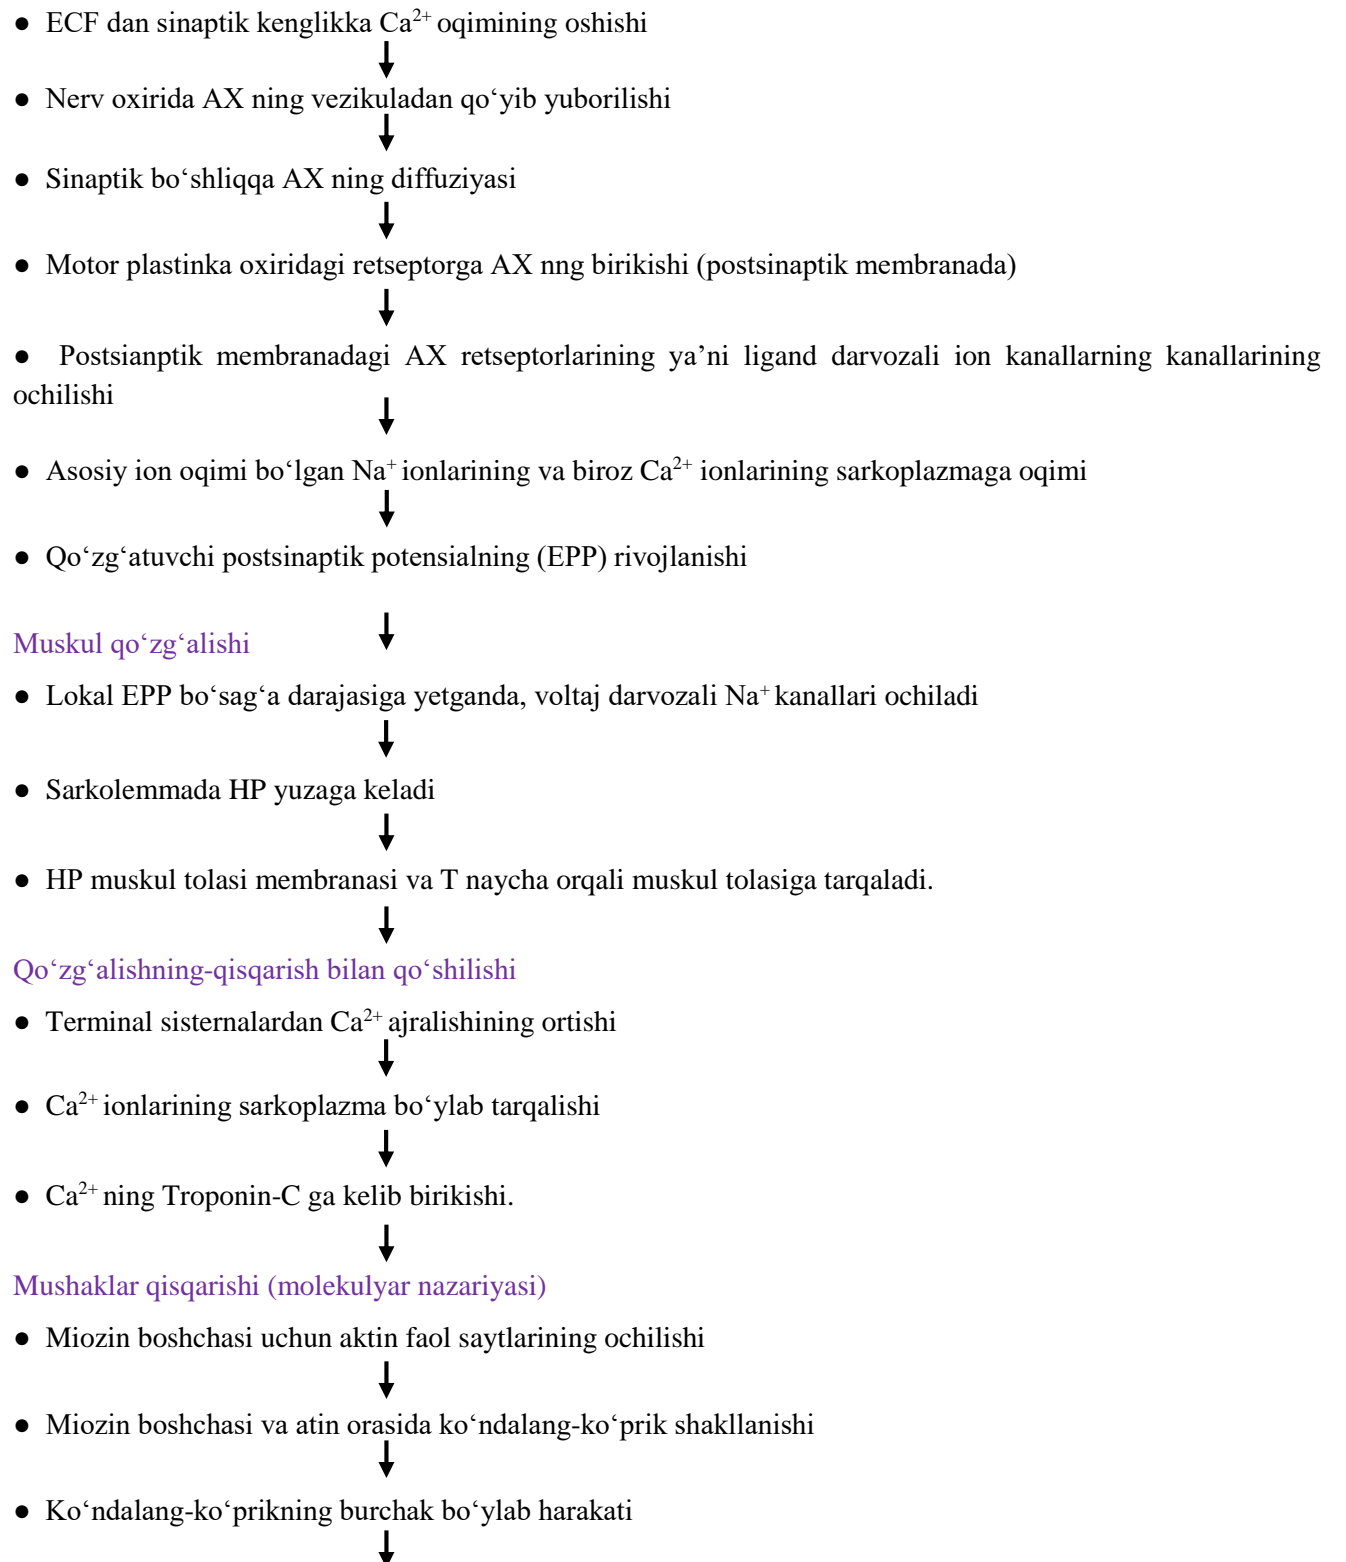 ● ECF dan sinaptik kenglikka Ca²⁺ oqimining oshishi
● Nerv oxirida AX ning vezikuladan qo‘yib yuborilishi
● Sinaptik bo‘shliqqa AX ning diffuziyasi
● Motor plastinka oxiridagi retseptorga AX nng birikishi (postsinaptik membranada)
● Postsianptik membranadagi AX retseptorlarining ya’ni ligand darvozali ion kanallarning kanallarining
ochilishi
● Asosiy ion oqimi bo‘lgan Na⁺ ionlarining va biroz Ca²⁺ ionlarining sarkoplazmaga oqimi
● Qo‘zg‘atuvchi postsinaptik potensialning (EPP) rivojlanishi
Muskul qo‘zg‘alishi
● Lokal EPP bo‘sag‘a darajasiga yetganda, voltaj darvozali Na⁺ kanallari ochiladi
● Sarkolemmada HP yuzaga keladi
● HP muskul tolasi membranasi va T naycha orqali muskul tolasiga tarqaladi.
Qo‘zg‘alishning-qisqarish bilan qo‘shilishi
● Terminal sisternalardan Ca²⁺ ajralishining ortishi
● Ca²⁺ ionlarining sarkoplazma bo‘ylab tarqalishi
● Ca²⁺ ning Troponin-C ga kelib birikishi.
Mushaklar qisqarishi (molekulyar nazariyasi)
● Miozin boshchasi uchun aktin faol saytlarining ochilishi
● Miozin boshchasi va atin orasida ko‘ndalang-ko‘prik shakllanishi
● Ko‘ndalang-ko‘prikning burchak bo‘ylab harakati